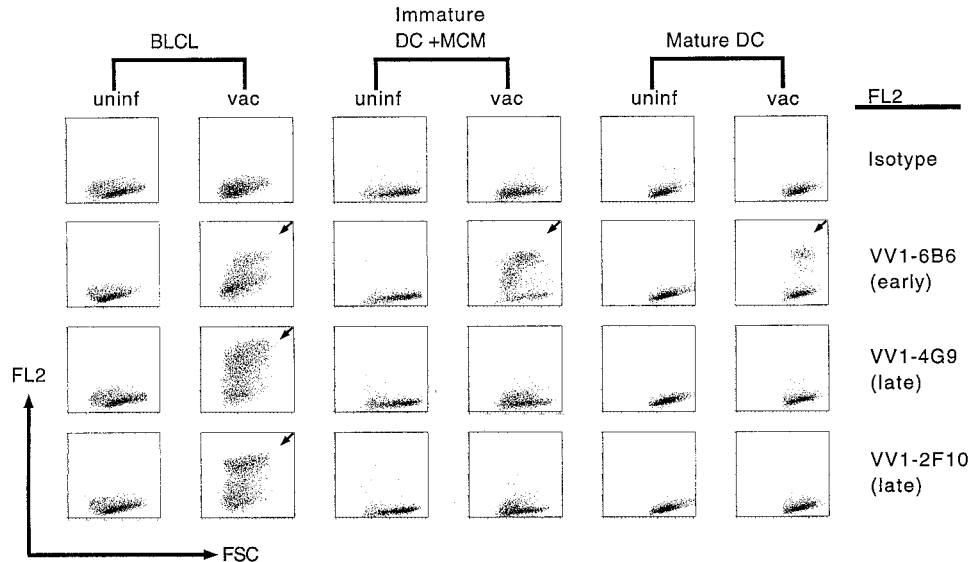 Immature
BLCL DC +MCM Mature DC
uninf vac uninf vac uninf vac FL2
Isotype
VV1-6B6
(early)
VV1-4G9
(late)
FL2
VV1-2F10
(late)
FSC